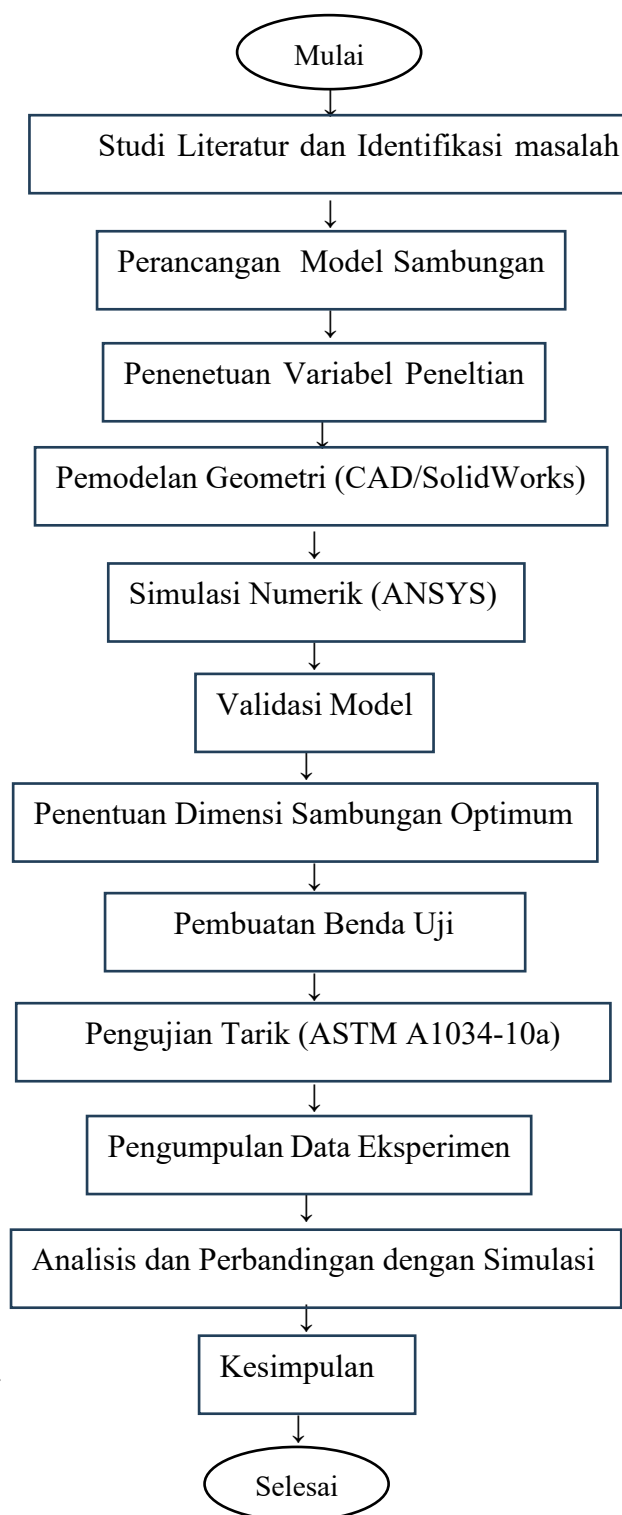 Mulai
Studi Literatur dan Identifikasi masalah
Perancangan Model Sambungan
Penenetuan Variabel Peneltian
Pemodelan Geometri (CAD/SolidWorks)
Simulasi Numerik (ANSYS)
Validasi Model
Penentuan Dimensi Sambungan Optimum
Pembuatan Benda Uji
Pengujian Tarik (ASTM A1034-10a)
Pengumpulan Data Eksperimen
Analisis dan Perbandingan dengan Simulasi
Kesimpulan
Selesai